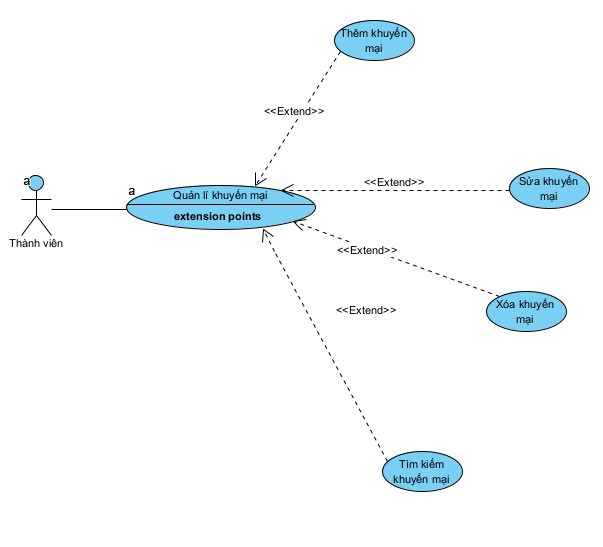 Thêm khuyến
mại
<<Extend>>
a
Thành viên
a
Quản lí khuyến mại
extension points
<<Extend>>
Sửa khuyến
mại
<<Extend>>
Xóa khuyến
mại
<<Extend>>
Tìm kiếm
khuyến mại